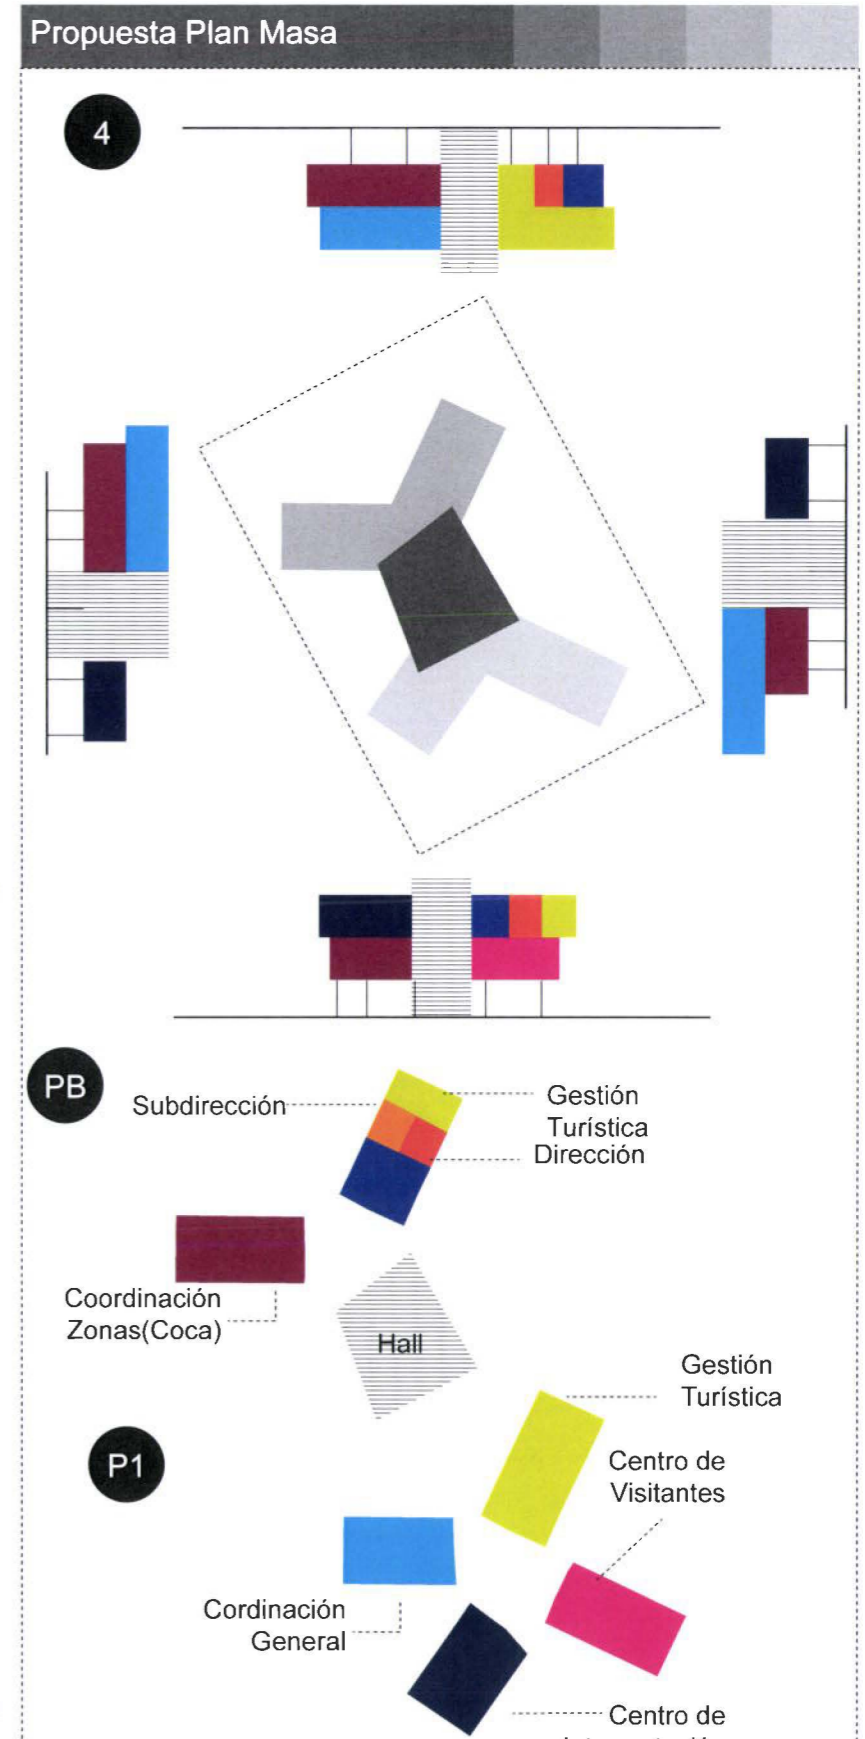 Propuesta Plan Masa
4
PB
Subdirección
Gestión
Turística
Dirección
Coordinación
Zonas(Coca)
Hall
Gestión
Turística
P1
Centro de
Visitantes
Cordinación
General
Centro de